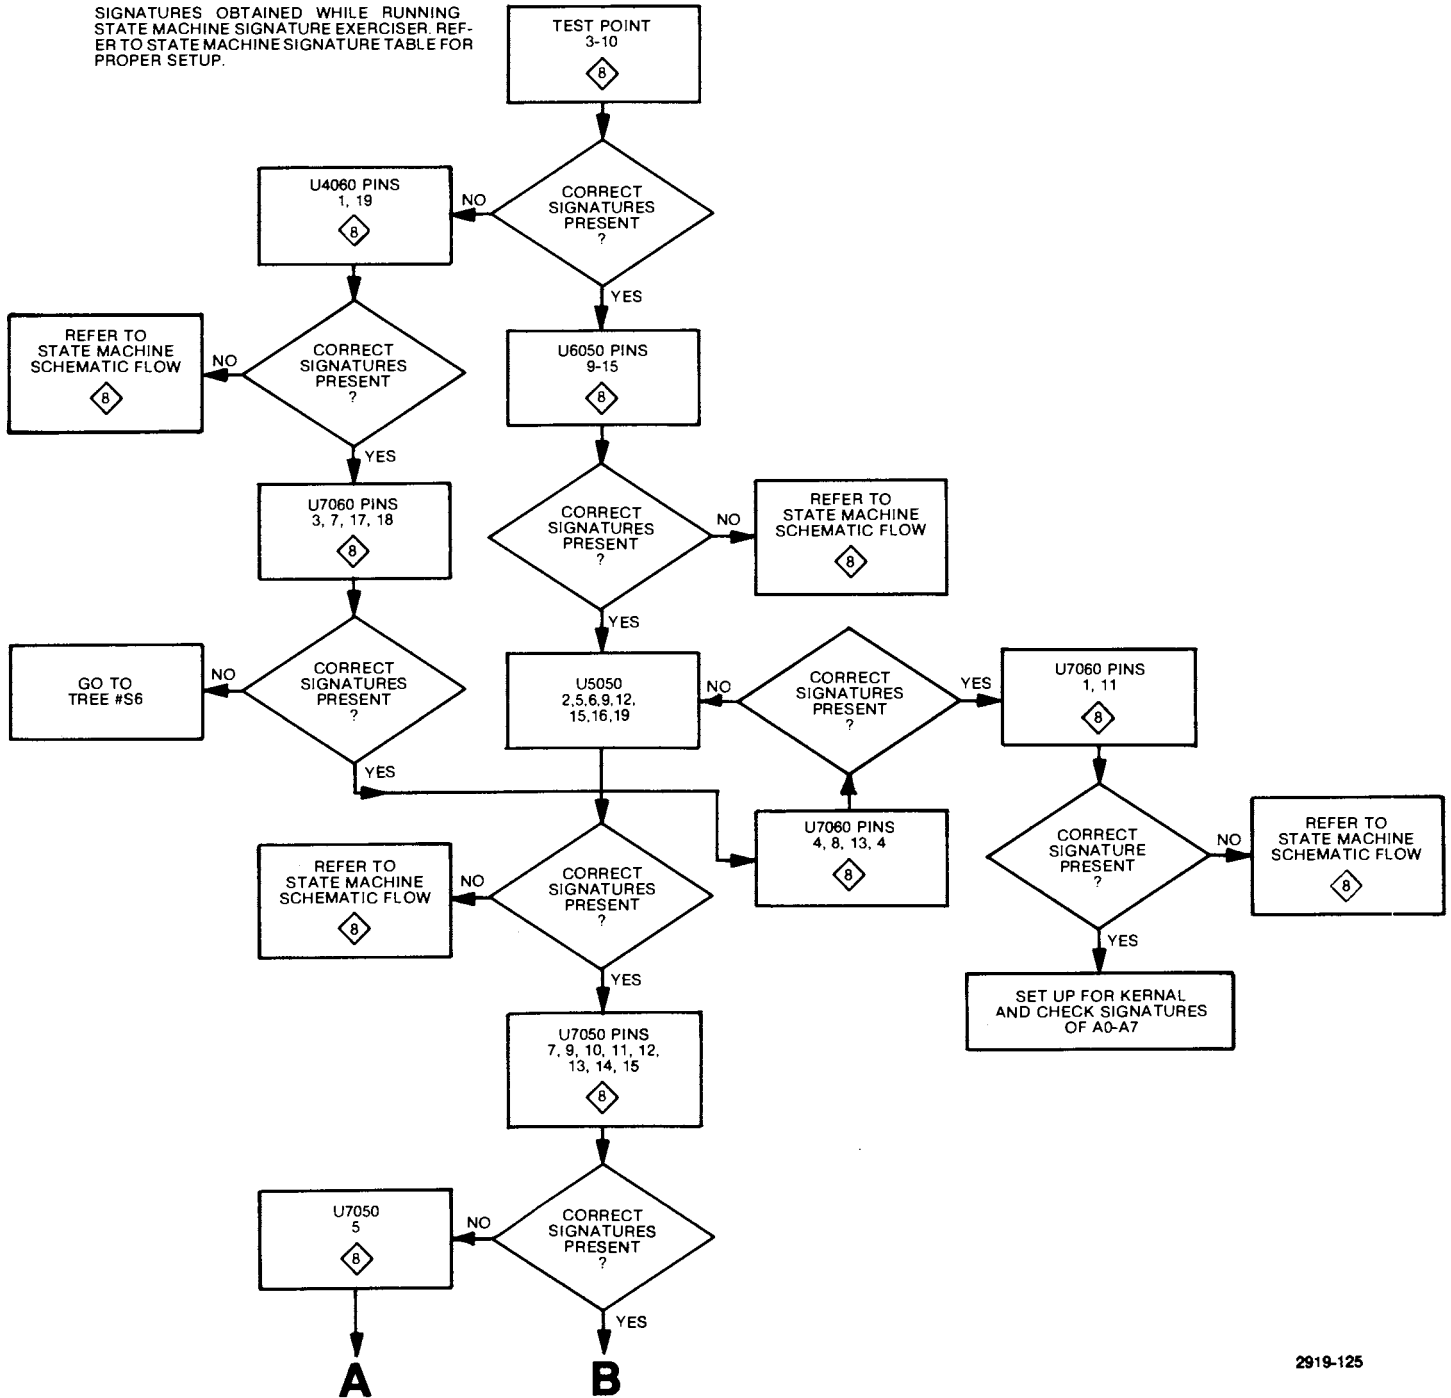 SIGNATURES OBTAINED WHILE RUNNING
STATE MACHINE SIGNATURE EXERCISER. REF-
ER TO STATE MACHINE SIGNATURE TABLE FOR
PROPER SETUP.
TEST POINT
3-10
8
CORRECT
SIGNATURES
PRESENT
?
NO
YES
U4060 PINS
1, 19
8
CORRECT
SIGNATURES
PRESENT
?
NO
YES
REFER TO
STATE MACHINE
SCHEMATIC FLOW
8
U6050 PINS
9-15
8
CORRECT
SIGNATURES
PRESENT
?
NO
YES
REFER TO
STATE MACHINE
SCHEMATIC FLOW
8
U7060 PINS
3, 7, 17, 18
8
CORRECT
SIGNATURES
PRESENT
?
NO
YES
GO TO
TREE #S6
U5050
2,5,6,9,12,
15,16,19
CORRECT
SIGNATURES
PRESENT
?
NO
YES
U7060 PINS
1, 11
8
U7060 PINS
4, 8, 13, 4
8
CORRECT
SIGNATURE
PRESENT
?
NO
YES
REFER TO
STATE MACHINE
SCHEMATIC FLOW
8
SET UP FOR KERNAL
AND CHECK SIGNATURES
OF A0-A7
CORRECT
SIGNATURES
PRESENT
?
NO
YES
REFER TO
STATE MACHINE
SCHEMATIC FLOW
8
U7050 PINS
7, 9, 10, 11, 12,
13, 14, 15
8
CORRECT
SIGNATURES
PRESENT
?
NO
YES
U7050
5
8
A
B
2919-125